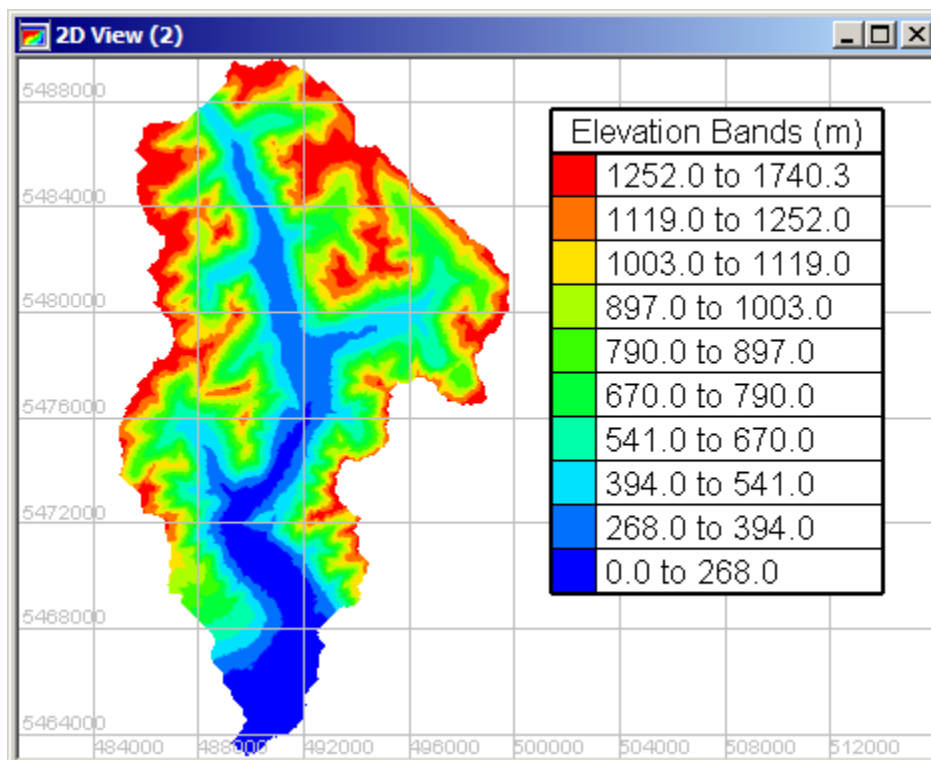 2D View (2)
5488000
Elevation Bands (m)
1252.0 to 1740.3
5484000
1119.0 to 1252.0
1003.0 to 1119.0
5480000
897.0 to 1003.0
790.0 to 897.0
670.0 to 790.0
5476000
541.0 to 670.0
394.0 to 541.0
5472000
268.0 to 394.0
0.0 to 268.0
5468000
5464000
484000 488000 492000 496000 500000 504000 508000 512000